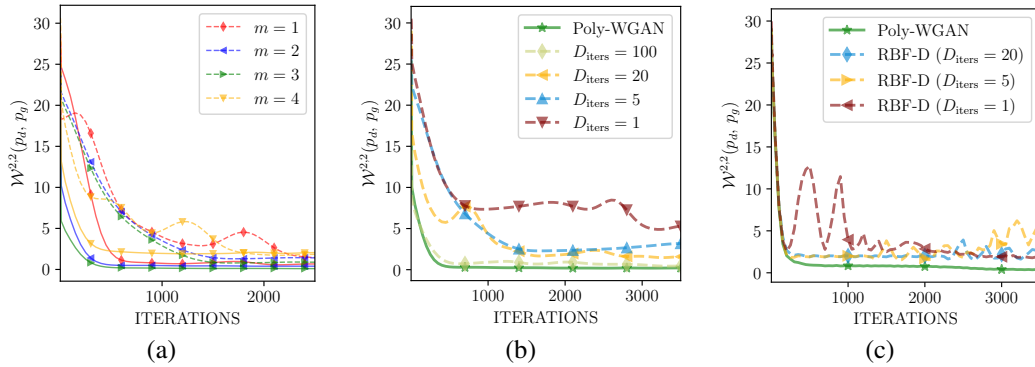 30
25
20
15
10
5
0
1000
2000
ITERATIONS
𝒲²,²(p_d, p_g)
m = 1
m = 2
m = 3
m = 4
(a)
30
25
20
15
10
5
0
1000
2000
3000
ITERATIONS
𝒲²,²(p_d, p_g)
Poly-WGAN
D_iters = 100
D_iters = 20
D_iters = 5
D_iters = 1
(b)
30
25
20
15
10
5
0
1000
2000
3000
ITERATIONS
𝒲²,²(p_d, p_g)
Poly-WGAN
RBF-D (D_iters = 20)
RBF-D (D_iters = 5)
RBF-D (D_iters = 1)
(c)